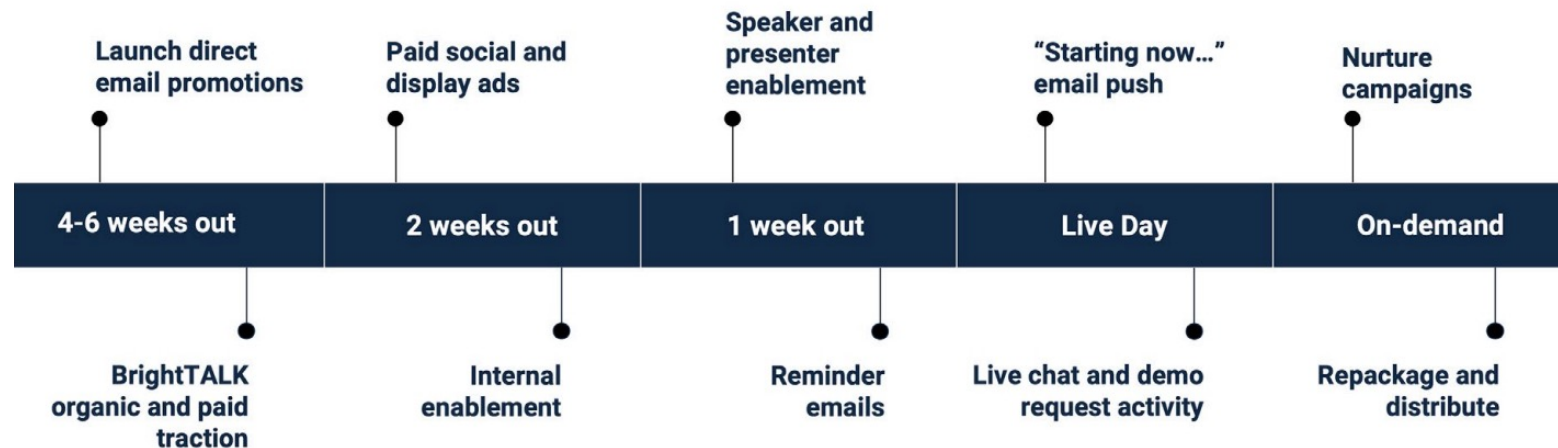 Launch direct
email promotions
Paid social and
display ads
Speaker and
presenter
enablement
“Starting now...”
email push
Nurture
campaigns
4-6 weeks out
2 weeks out
1 week out
Live Day
On-demand
BrightTALK
organic and paid
traction
Internal
enablement
Reminder
emails
Live chat and demo
request activity
Repackage and
distribute